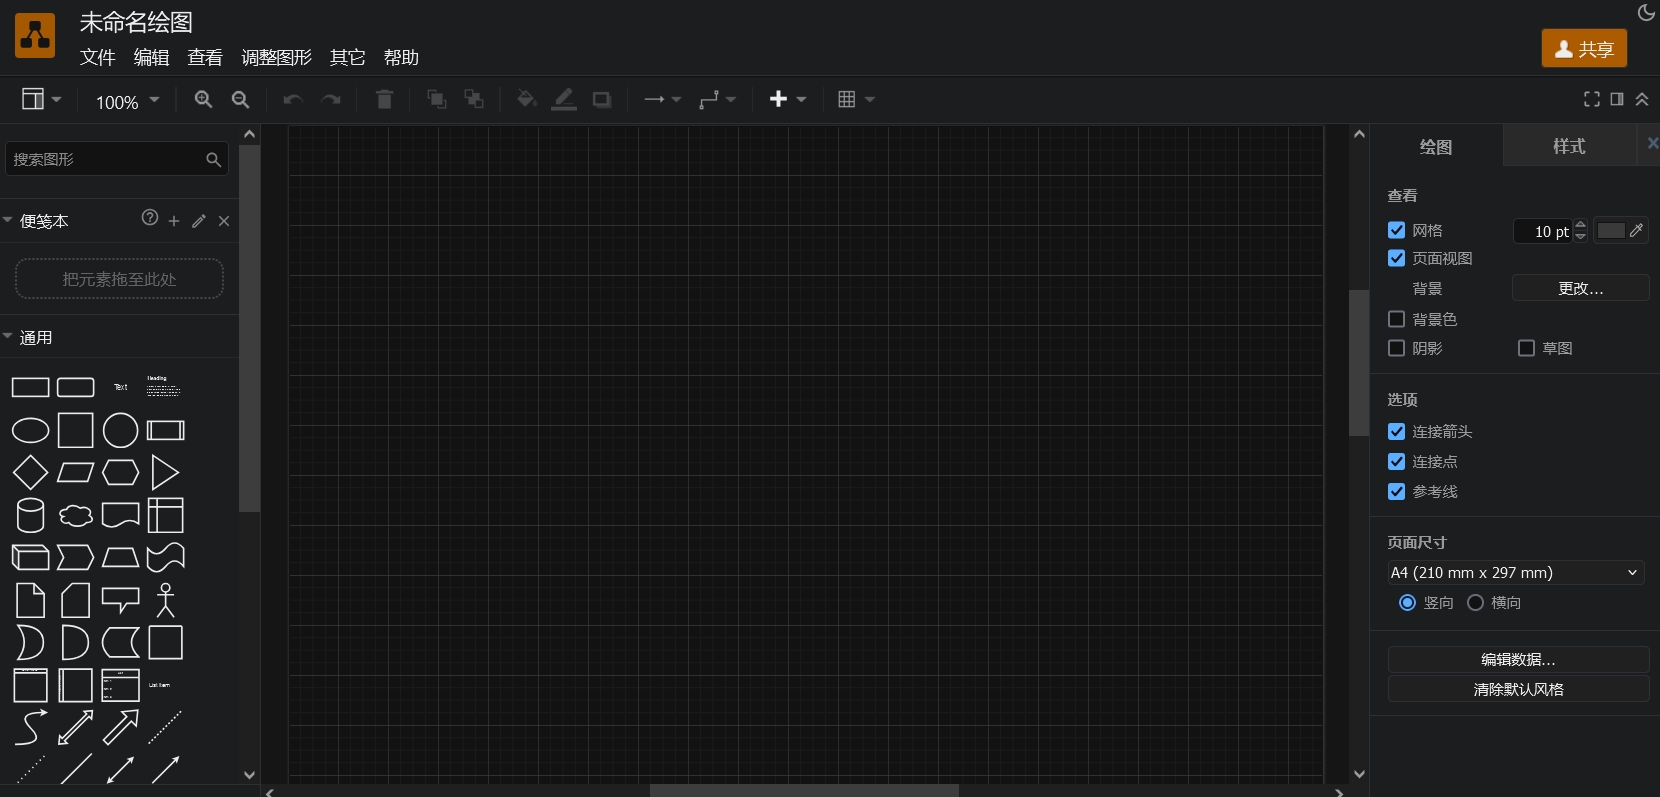 未命名绘图
文件 编辑 查看 调整图形 其它 帮助
共享
100%
搜索图形
便笺本
把元素拖至此处
通用
Text
Heading
List Item
绘图 样式
查看
网格 10 pt
页面视图
背景 更改...
背景色
阴影 草图
选项
连接箭头
连接点
参考线
页面尺寸
A4 (210 mm x 297 mm)
竖向 横向
编辑数据...
清除默认风格